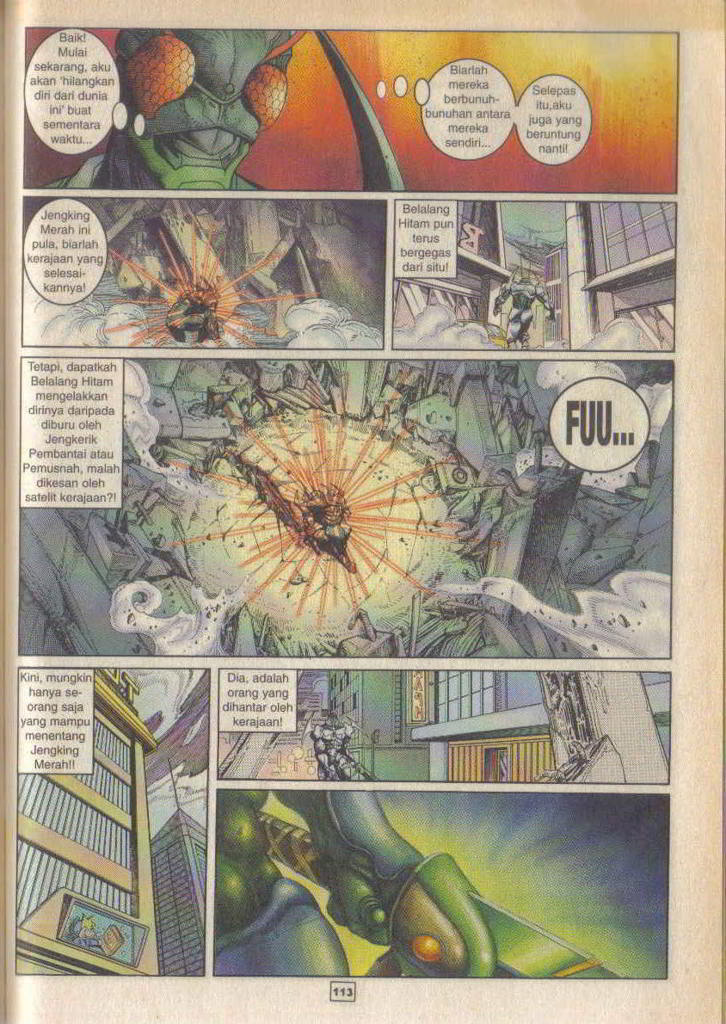 Baik!
Mulai
sekarang, aku
akan 'hilangkan
diri dari dunia
ini' buat
sementara
waktu...
Biarlah
mereka
berbunuh-
bunuhan antara
mereka
sendiri...
Selepas
itu,aku
juga yang
beruntung
nanti!
Jengking
Merah ini
pula, biarlah
kerajaan yang
selesai-
kannya!
Belalang
Hitam pun
terus
bergegas
dari situ!
Tetapi, dapatkah
Belalang Hitam
mengelakkan
dirinya daripada
diburu oleh
Jengkerik
Pembantai atau
Pemusnah, malah
dikesan oleh
satelit kerajaan?!
FUU...
Kini, mungkin
hanya se-
orang saja
yang mampu
menentang
Jengking
Merah!!
Dia, adalah
orang yang
dihantar oleh
kerajaan!
113